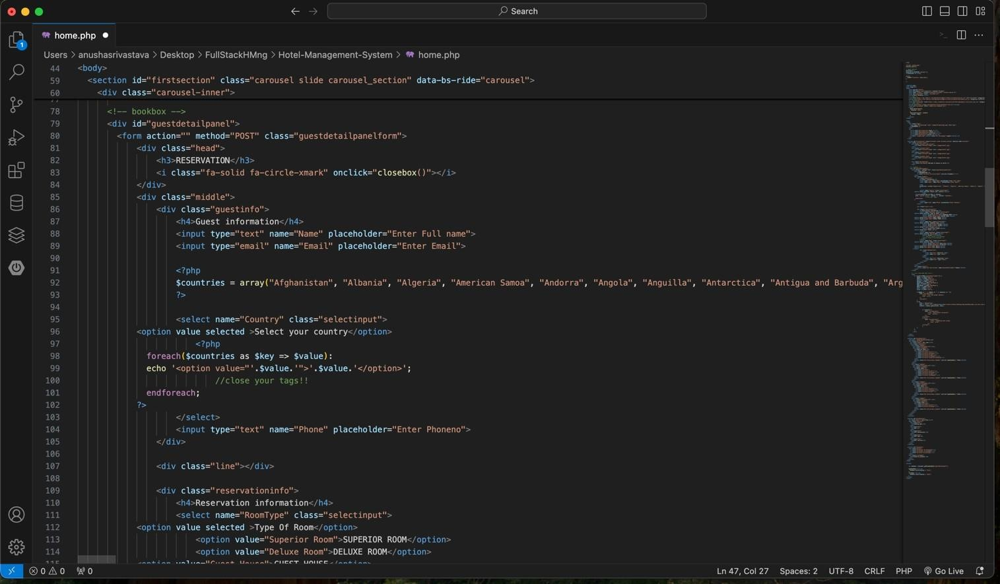 Search
home.php
1
Users > anushasrivastava > Desktop > FullStackHMng > Hotel-Management-System > home.php
44 <body>
59 <section id="firstsection" class="carousel slide carousel_section" data-bs-ride="carousel">
60 <div class="carousel-inner">
77
78 <!-- bookbox -->
79 <div id="guestdetailpanel">
80 <form action="" method="POST" class="guestdetailpanelform">
81 <div class="head">
82 <h3>RESERVATION</h3>
83 <i class="fa-solid fa-circle-xmark" onclick="closebox()"></i>
84 </div>
85 <div class="middle">
86 <div class="guestinfo">
87 <h4>Guest information</h4>
88 <input type="text" name="Name" placeholder="Enter Full name">
89 <input type="email" name="Email" placeholder="Enter Email">
90
91 <?php
92 $countries = array("Afghanistan", "Albania", "Algeria", "American Samoa", "Andorra", "Angola", "Anguilla", "Antarctica", "Antigua and Barbuda", "Arg
93 ?>
94
95 <select name="Country" class="selectinput">
96 <option value selected >Select your country</option>
97 <?php
98 foreach($countries as $key => $value):
99 echo '<option value="'.$value.'">'.$value.'</option>';
100 //close your tags!!
101 endforeach;
102 ?>
103 </select>
104 <input type="text" name="Phone" placeholder="Enter Phoneno">
105 </div>
106
107 <div class="line"></div>
108
109 <div class="reservationinfo">
110 <h4>Reservation information</h4>
111 <select name="RoomType" class="selectinput">
112 <option value selected >Type Of Room</option>
113 <option value="Superior Room">SUPERIOR ROOM</option>
114 <option value="Deluxe Room">DELUXE ROOM</option>
115 <option value="Guest House">GUEST HOUSE</option>
0 0 0 Ln 47, Col 27 Spaces: 2 UTF-8 CRLF PHP Go Live